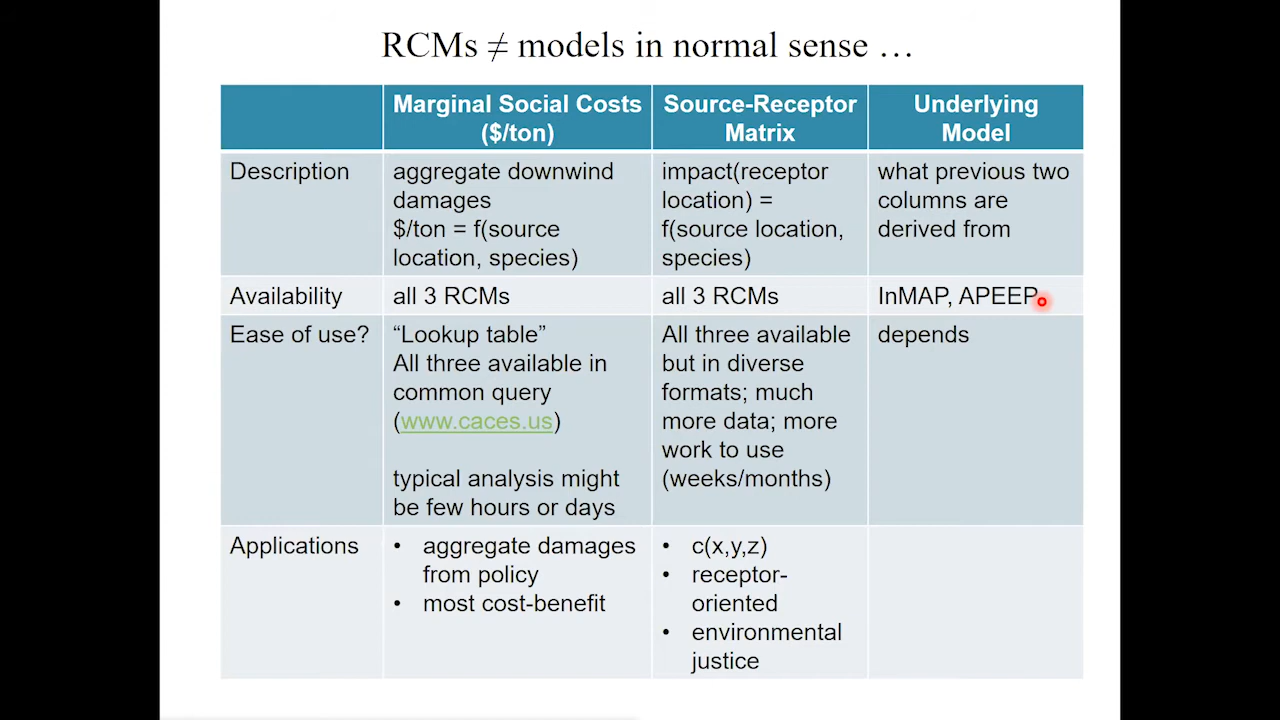 RCMs ≠ models in normal sense …
Marginal Social Costs
($/ton)
Source-Receptor
Matrix
Underlying
Model
Description
aggregate downwind
damages
$/ton = f(source
location, species)
impact(receptor
location) =
f(source location,
species)
what previous two
columns are
derived from
Availability
all 3 RCMs
all 3 RCMs
InMAP, APEEP
Ease of use?
“Lookup table”
All three available in
common query
(www.caces.us)
typical analysis might
be few hours or days
All three available
but in diverse
formats; much
more data; more
work to use
(weeks/months)
depends
Applications
• aggregate damages
from policy
• most cost-benefit
• c(x,y,z)
• receptor-
oriented
• environmental
justice